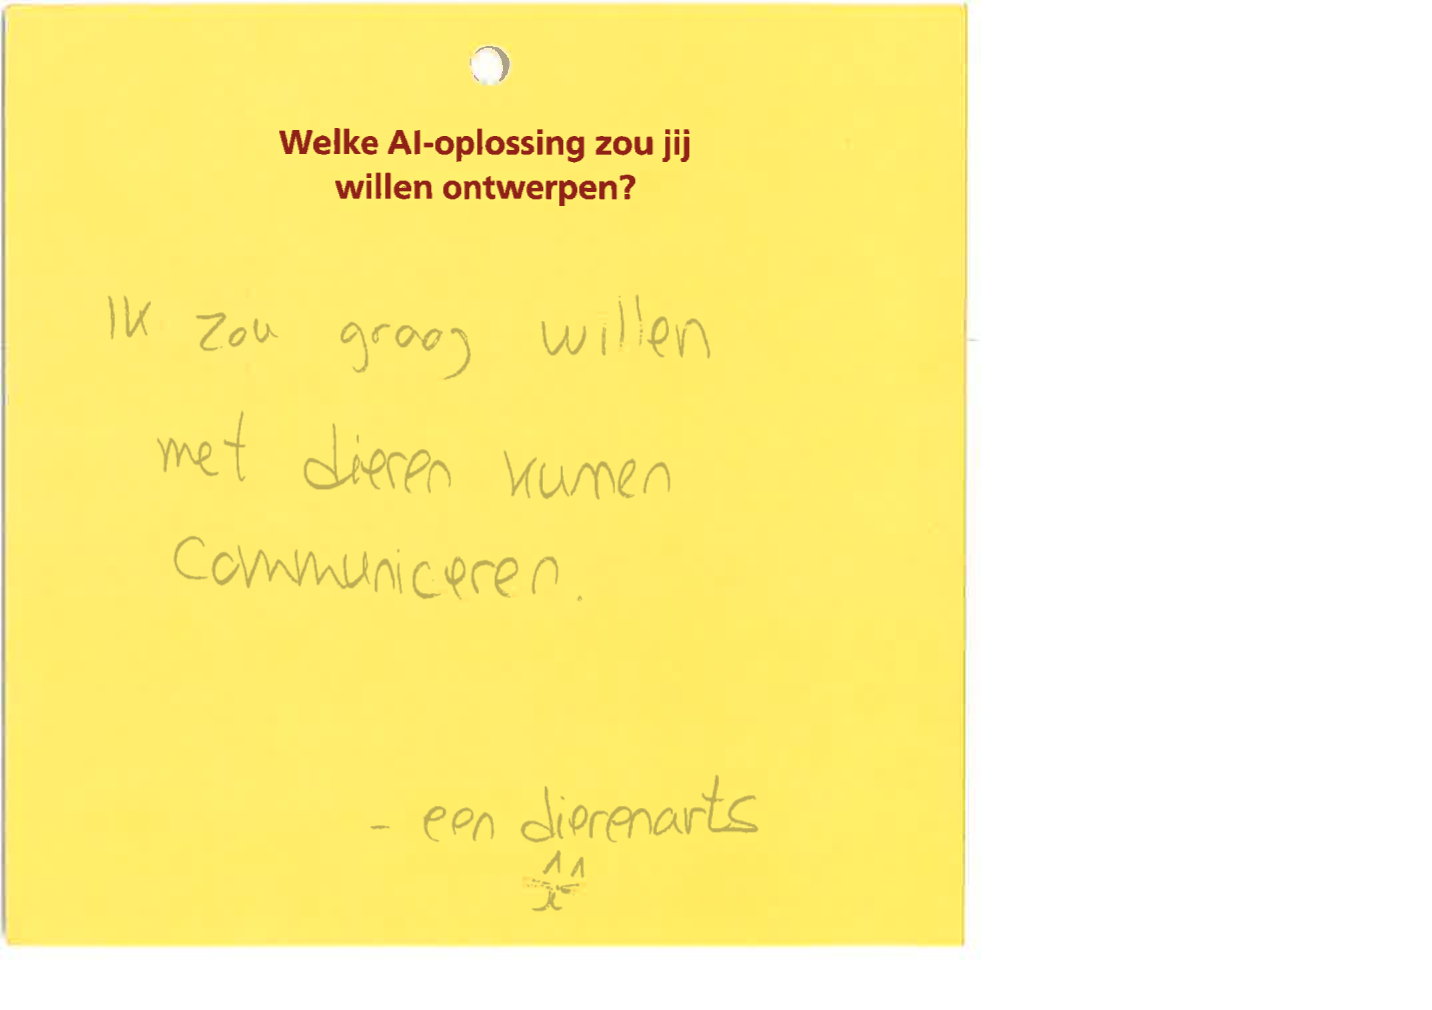 Welke AI-oplossing zou jij
willen ontwerpen?
Ik zou graag willen
met dieren kunnen
communiceren.
- een dierenarts